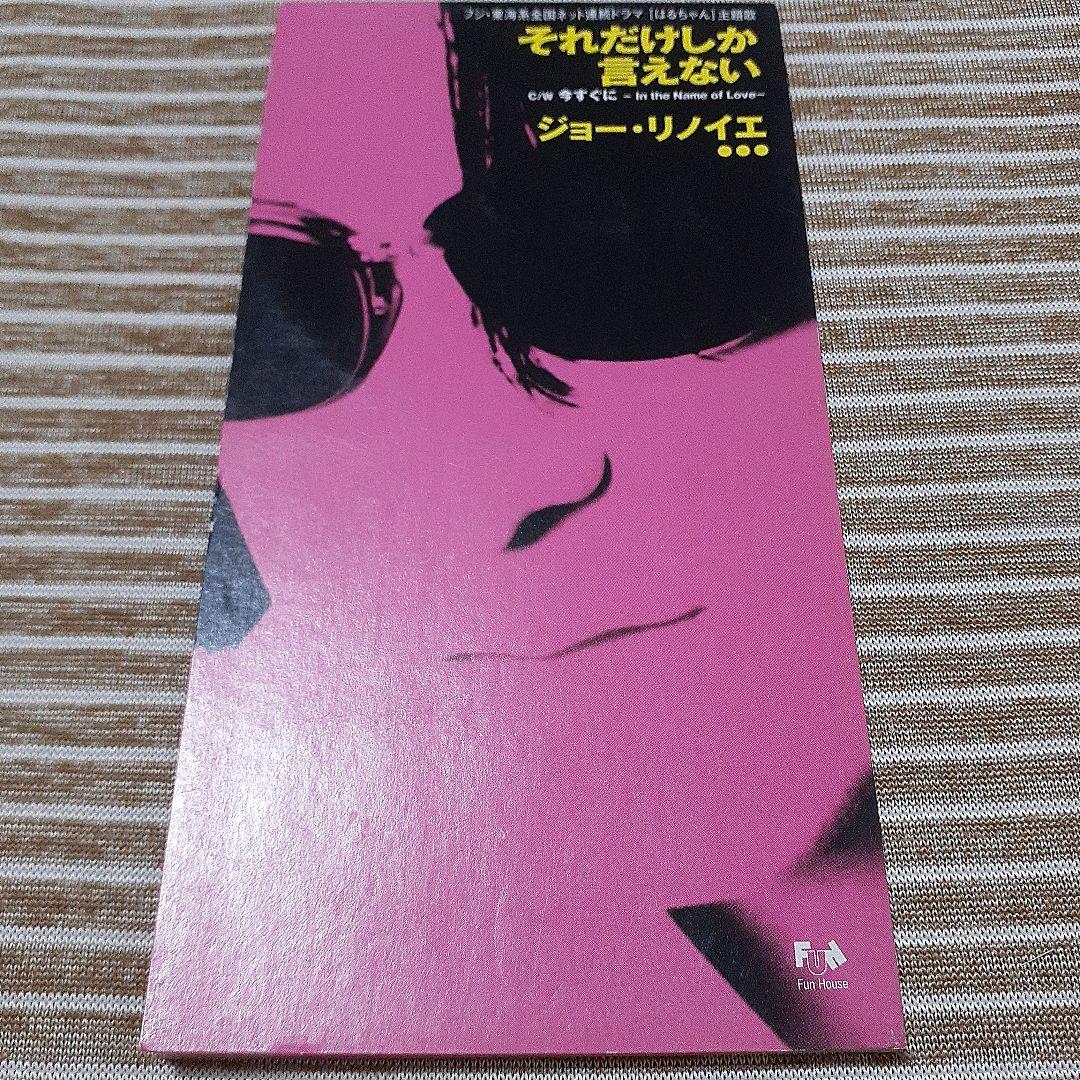 フジ・東海系全国ネット連続ドラマ [はるちゃん] 主題歌
それだけしか
言えない
C/W 今すぐに – In the Name of Love–
ジョー・リノイエ
FUN
Fun House